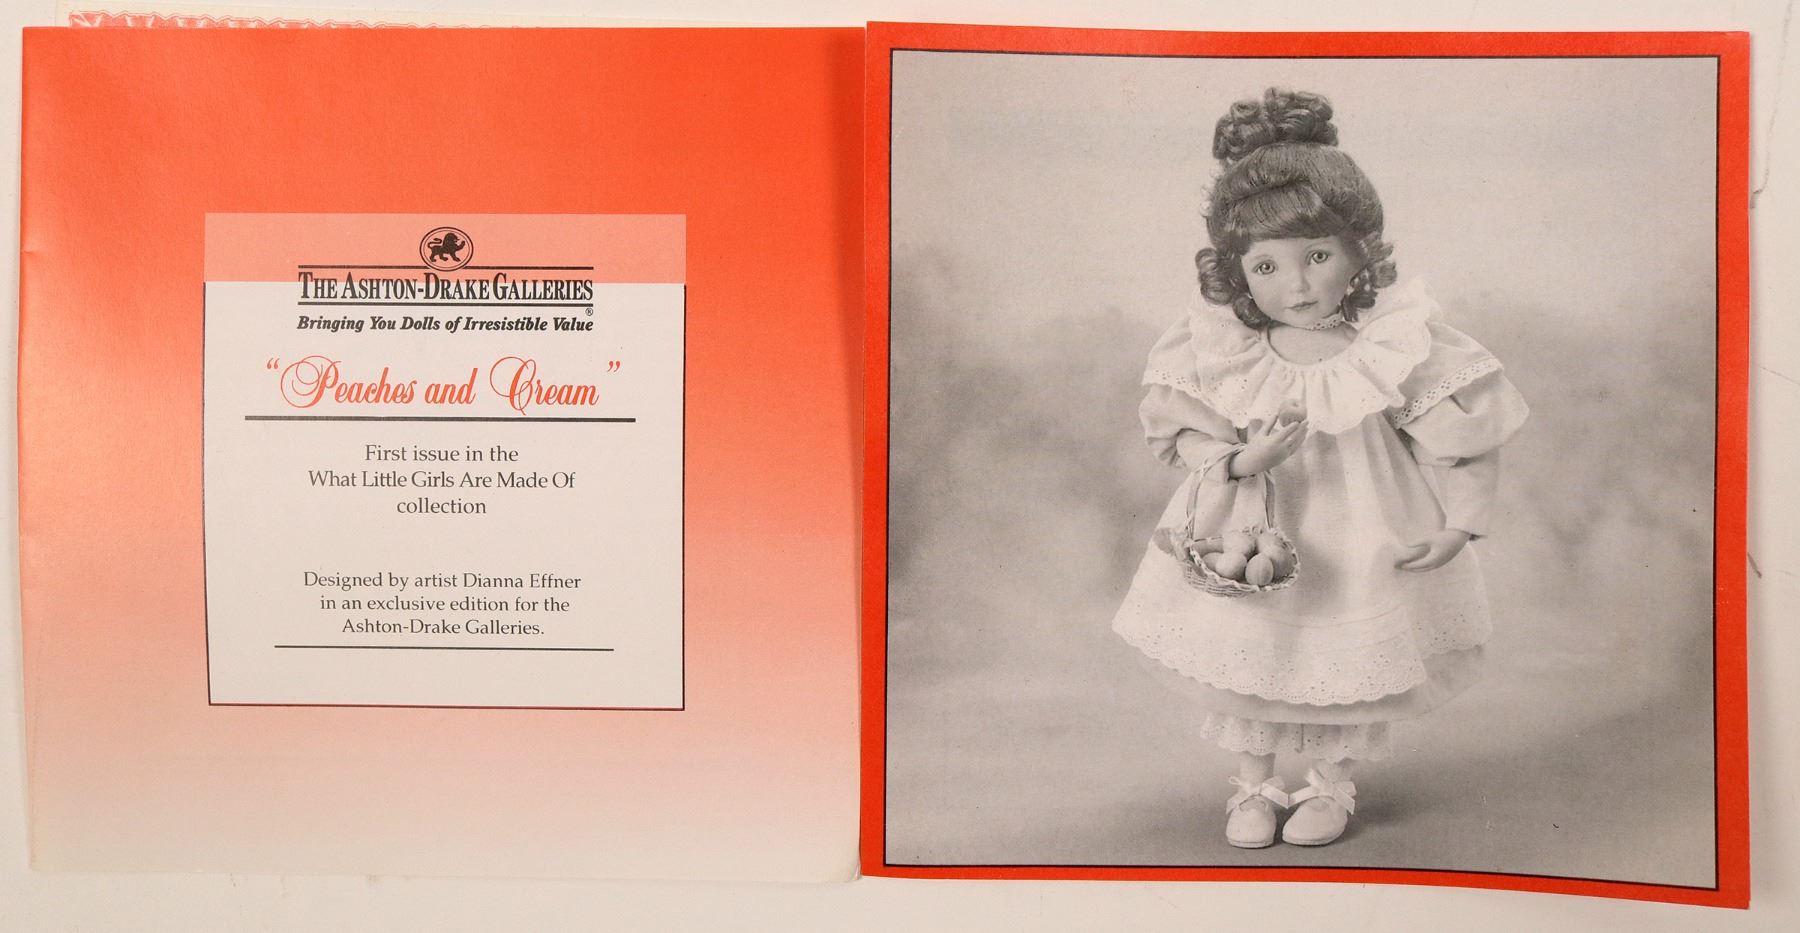 THE ASHTON-DRAKE GALLERIES
®
Bringing You Dolls of Irresistible Value
“Peaches and Cream”
First issue in the
What Little Girls Are Made Of
collection
Designed by artist Dianna Effner
in an exclusive edition for the
Ashton-Drake Galleries.